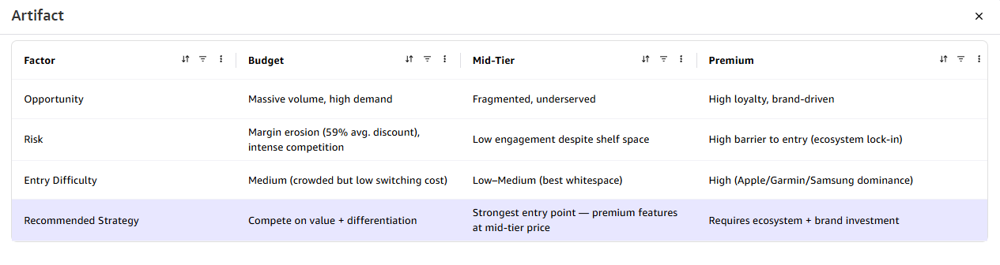 Artifact
Factor Budget Mid-Tier Premium
Opportunity Massive volume, high demand Fragmented, underserved High loyalty, brand-driven
Risk Margin erosion (59% avg. discount), intense competition Low engagement despite shelf space High barrier to entry (ecosystem lock-in)
Entry Difficulty Medium (crowded but low switching cost) Low–Medium (best whitespace) High (Apple/Garmin/Samsung dominance)
Recommended Strategy Compete on value + differentiation Strongest entry point — premium features at mid-tier price Requires ecosystem + brand investment